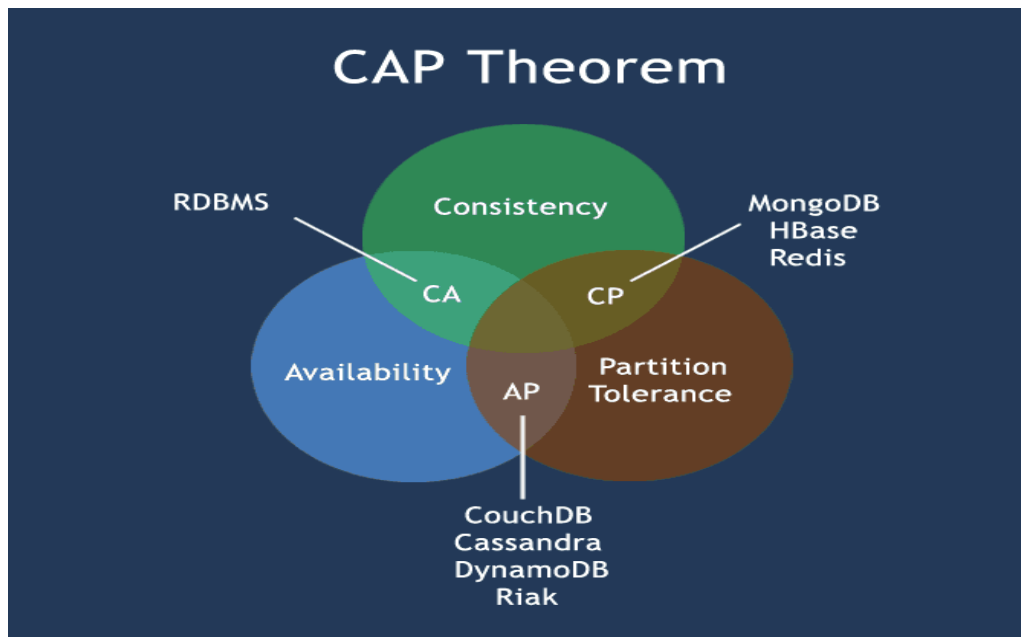 CAP Theorem
RDBMS
Consistency
MongoDB
HBase
Redis
CA
CP
Availability
Partition
Tolerance
AP
CouchDB
Cassandra
DynamoDB
Riak